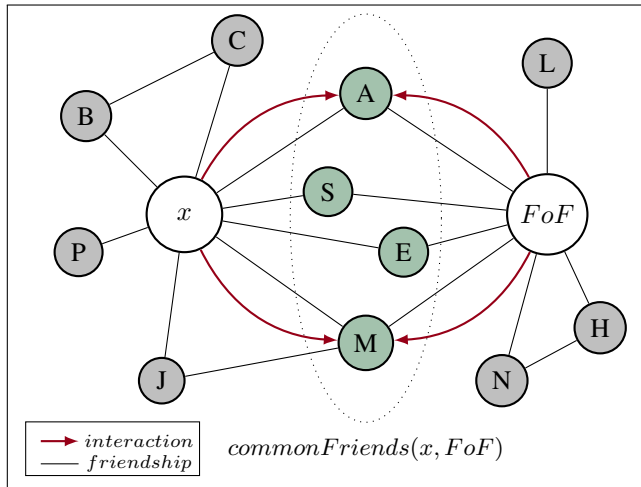 C
A
L
B
S
x
FoF
P
E
H
M
J
N
interaction
friendship
commonFriends(x, FoF)